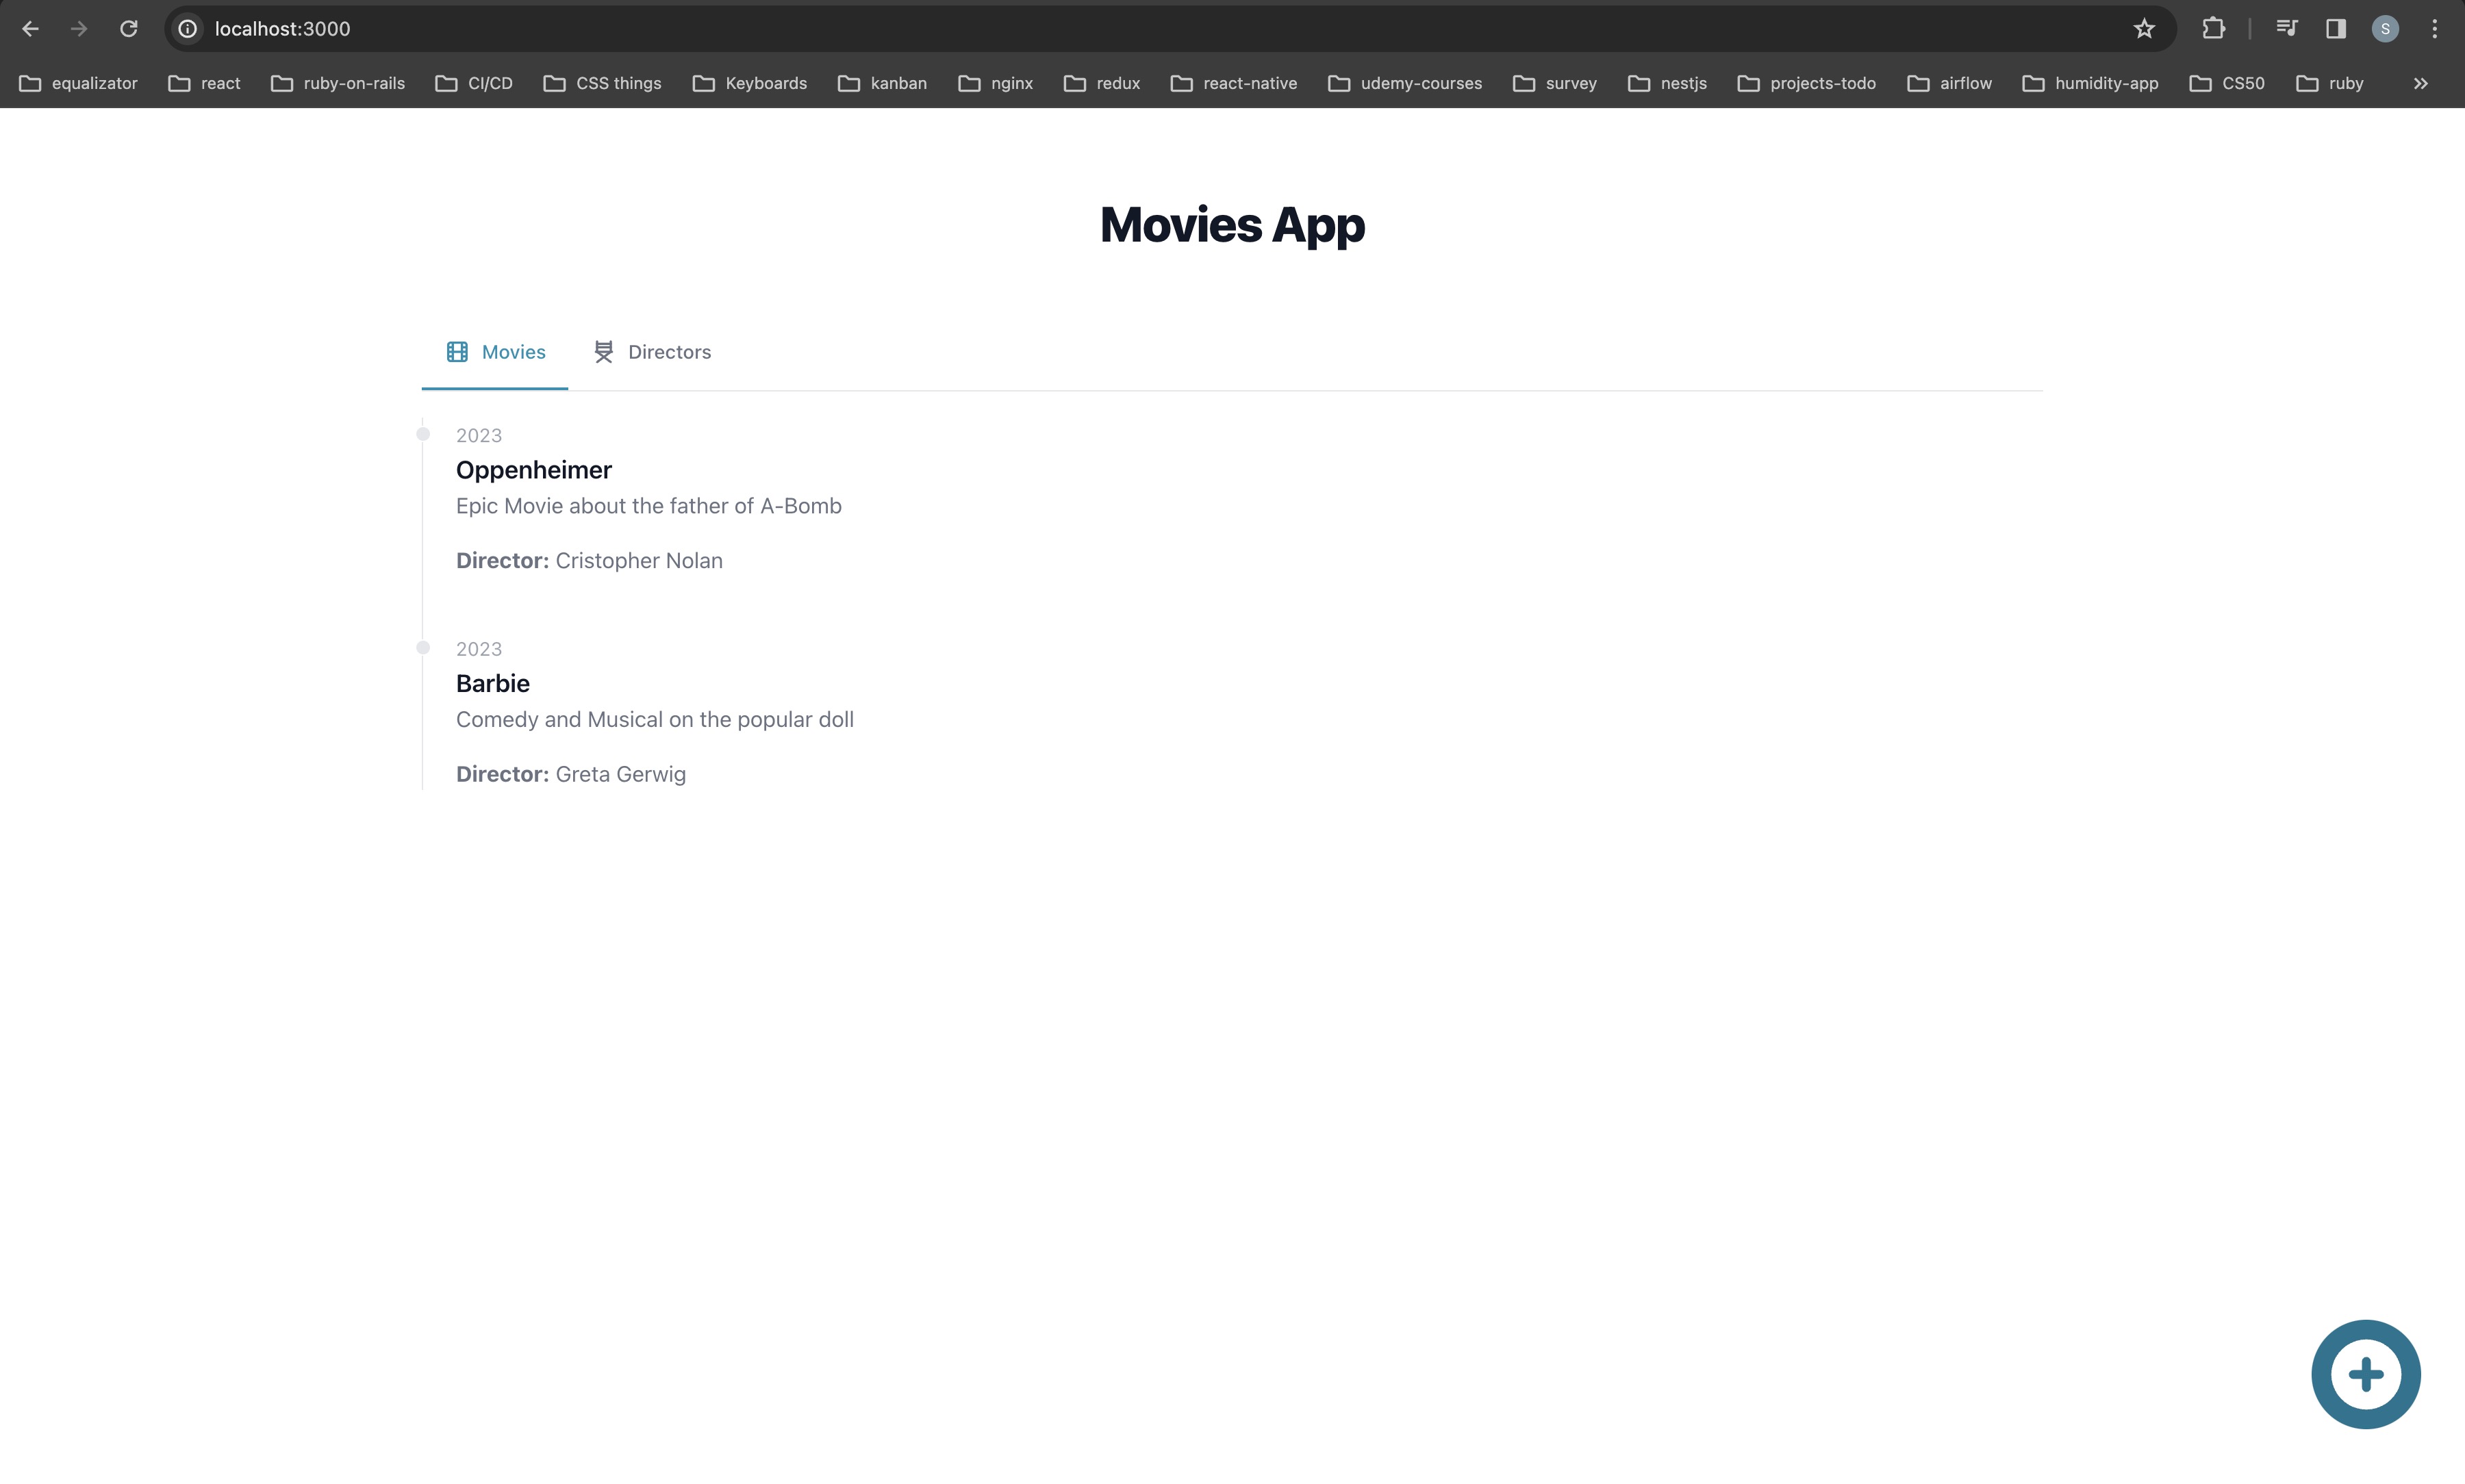 localhost:3000
S
equalizator react ruby-on-rails CI/CD CSS things Keyboards kanban nginx redux react-native udemy-courses survey nestjs projects-todo airflow humidity-app CS50 ruby
Movies App
Movies Directors
2023
Oppenheimer
Epic Movie about the father of A-Bomb
Director: Cristopher Nolan
2023
Barbie
Comedy and Musical on the popular doll
Director: Greta Gerwig